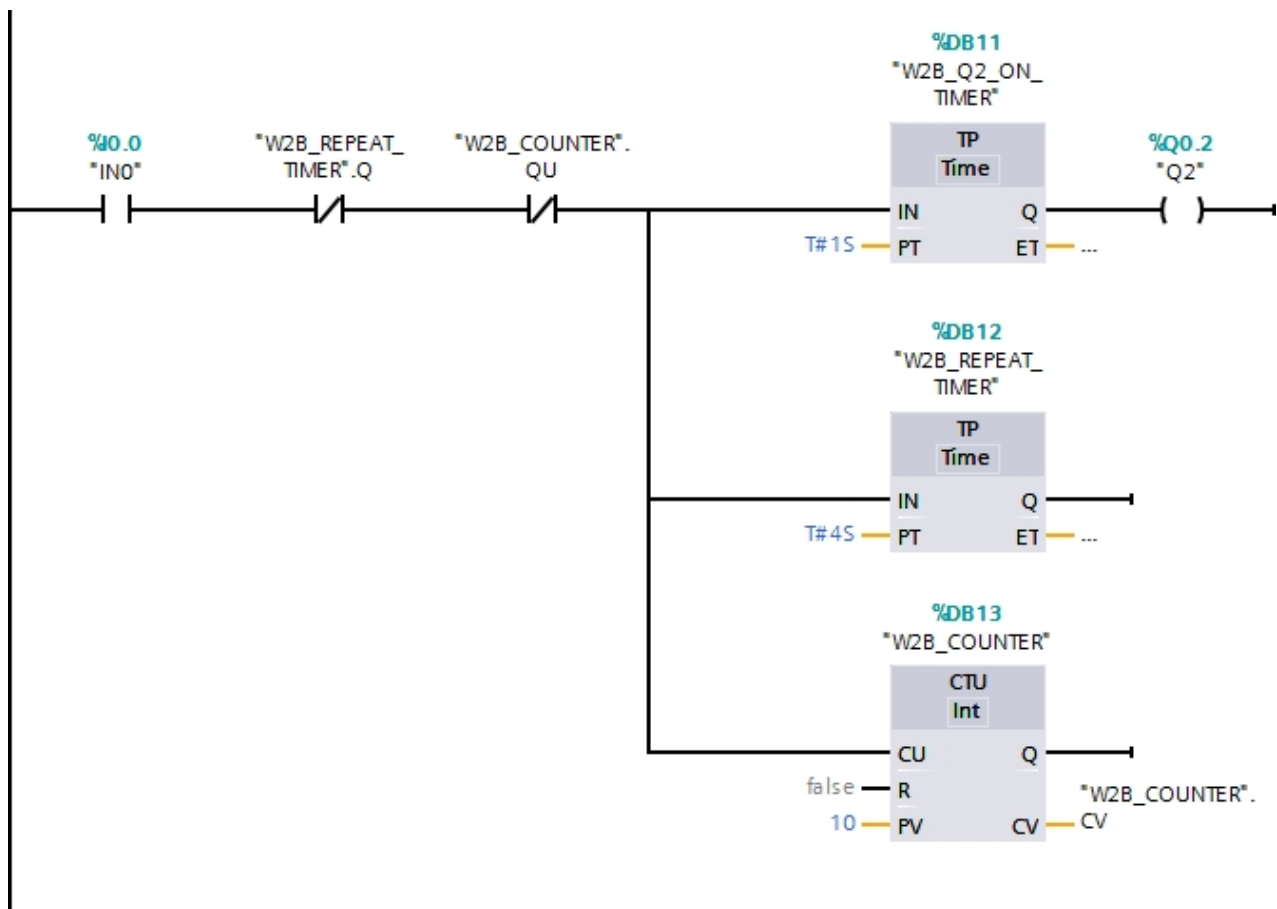 %DB11
"W2B_Q2_ON_
TIMER"
%I0.0
"IN0"
"W2B_REPEAT_
TIMER".Q
"W2B_COUNTER".
QU
TP
Time
%Q0.2
"Q2"
IN Q
T#1S PT ET ...
%DB12
"W2B_REPEAT_
TIMER"
TP
Time
IN Q
T#4S PT ET ...
%DB13
"W2B_COUNTER"
CTU
Int
CU Q
false R
"W2B_COUNTER".
10 PV CV CV